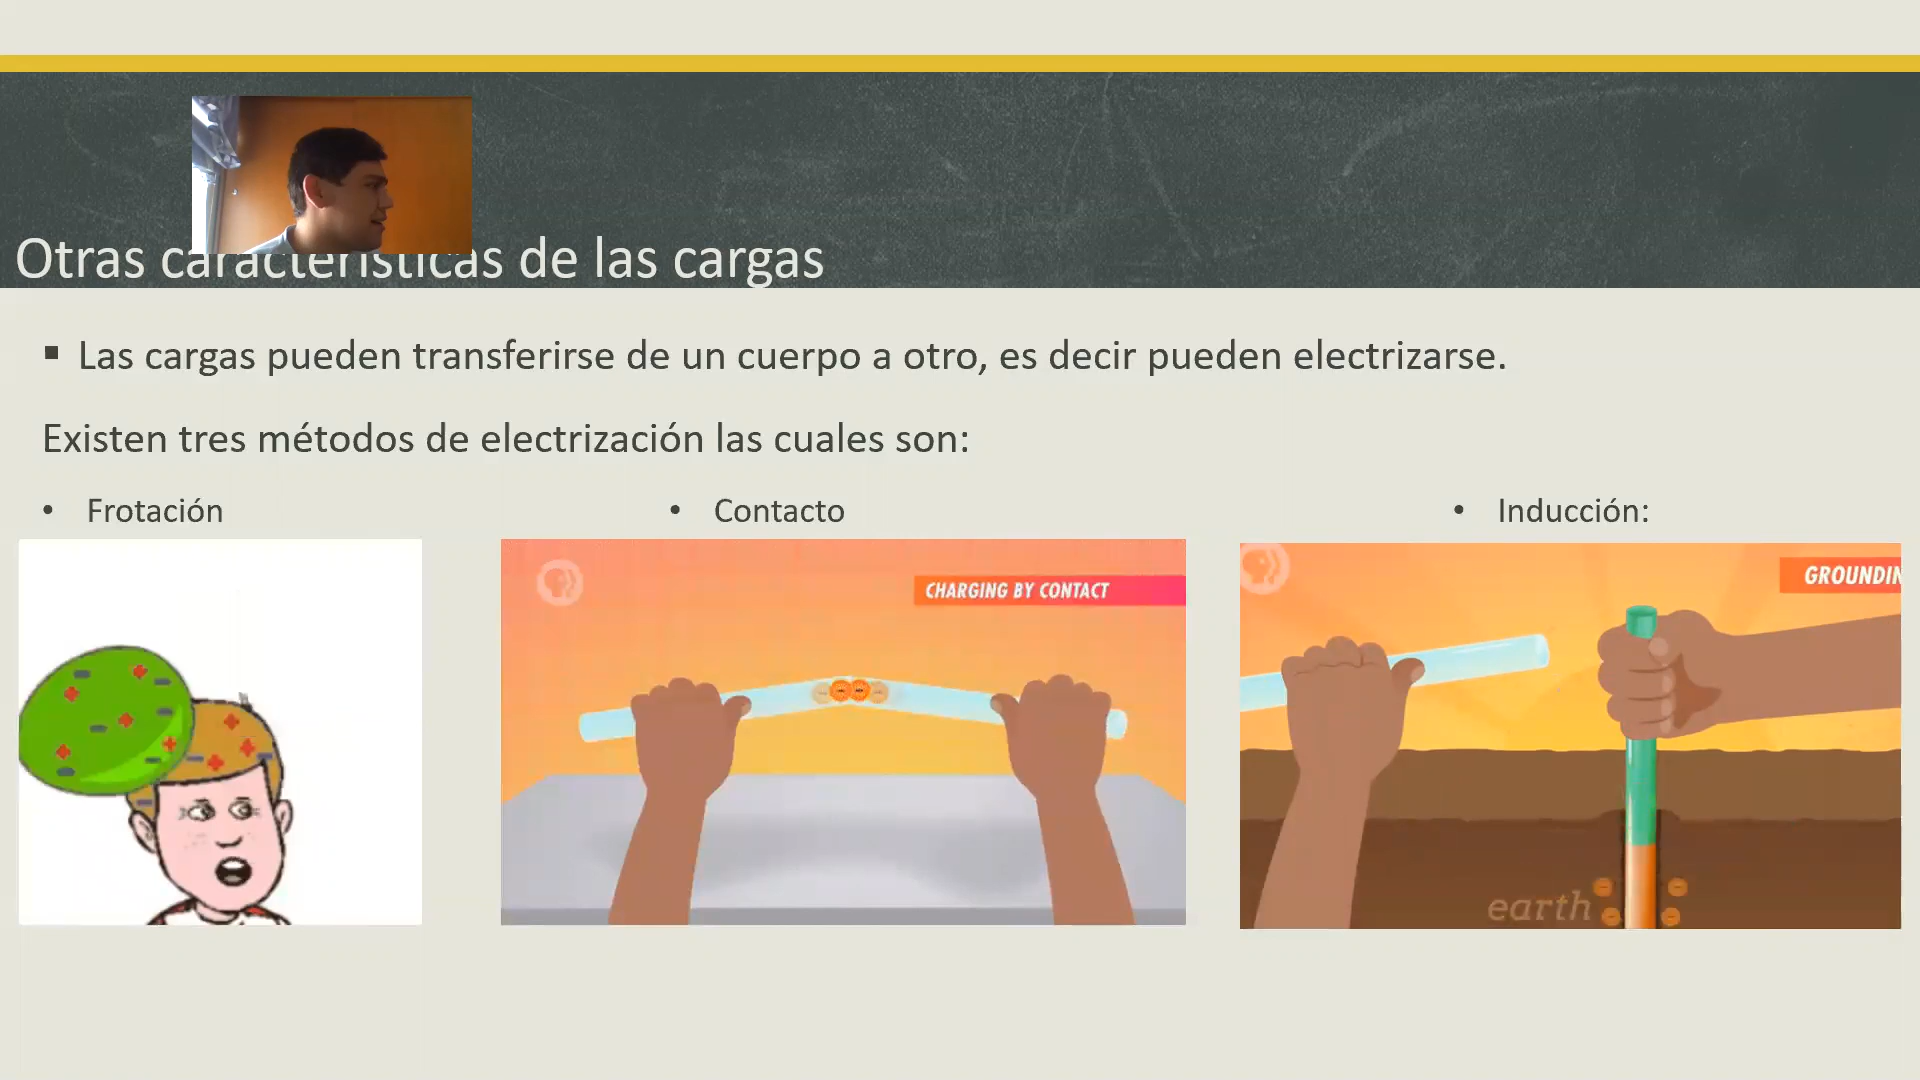 Otras características de las cargas
Las cargas pueden transferirse de un cuerpo a otro, es decir pueden electrizarse.
Existen tres métodos de electrización las cuales son:
• Frotación
• Contacto
• Inducción:
CHARGING BY CONTACT
GROUNDIN
earth